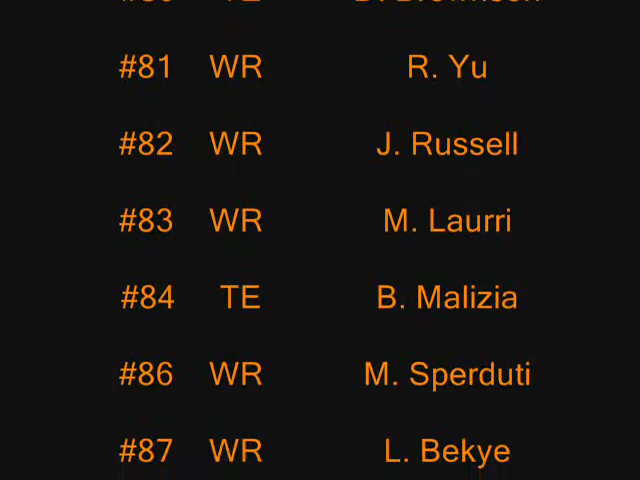 #81 WR R. Yu
#82 WR J. Russell
#83 WR M. Laurri
#84 TE B. Malizia
#86 WR M. Sperduti
#87 WR L. Bekye